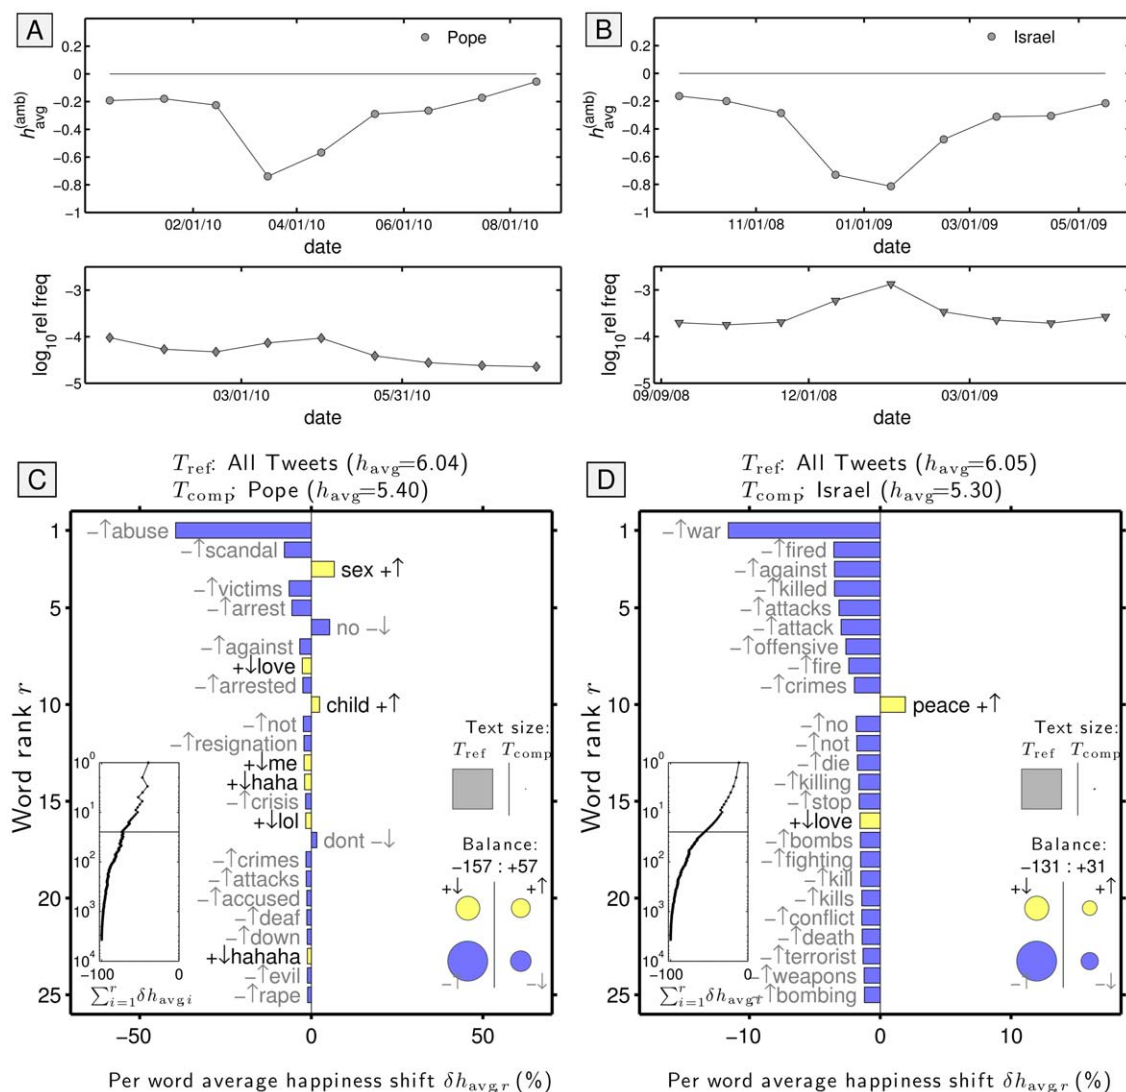 A
Pope
0.2
0
−0.2
−0.4
−0.6
−0.8
−1
h_avg^(amb)
02/01/10 04/01/10 06/01/10 08/01/10
date
−3
−4
−5
log10 rel freq
03/01/10 05/31/10
date
B
Israel
0.2
0
−0.2
−0.4
−0.6
−0.8
−1
h_avg^(amb)
11/01/08 01/01/09 03/01/09 05/01/09
date
−3
−4
−5
log10 rel freq
09/09/08 12/01/08 03/01/09
date
C
T_ref: All Tweets (h_avg=6.04)
T_comp: Pope (h_avg=5.40)
Word rank r
1
5
10
15
20
25
−↑abuse
−↑scandal
sex +↑
−↑victims
−↑arrest
no −↓
−↑against
+↓love
−↑arrested
child +↑
−↑not
−↑resignation
+↓me
+↓haha
−↑crisis
+↓lol
dont −↓
−↑crimes
−↑attacks
−↑accused
−↑deaf
−↑down
+↓hahaha
−↑evil
−↑rape
10^0
10^1
10^2
10^3
10^4
−100 0
∑_{i=1}^r δh_avg i
Text size:
T_ref T_comp
Balance:
−157 : +57
+↓ +↑
−↑ −↓
−50 0 50
Per word average happiness shift δh_avg,r (%)
D
T_ref: All Tweets (h_avg=6.05)
T_comp: Israel (h_avg=5.30)
Word rank r
1
5
10
15
20
25
−↑war
−↑fired
−↑against
−↑killed
−↑attacks
−↑attack
−↑offensive
−↑fire
−↑crimes
peace +↑
−↑no
−↑not
−↑die
−↑killing
−↑stop
+↓love
−↑bombs
−↑fighting
−↑kill
−↑kills
−↑conflict
−↑death
−↑terrorist
−↑weapons
−↑bombing
10^0
10^1
10^2
10^3
10^4
−100 0
∑_{i=1}^r δh_avg
Text size:
T_ref T_comp
Balance:
−131 : +31
+↓ +↑
−↑ −↓
−10 0 10
Per word average happiness shift δh_avg,r (%)